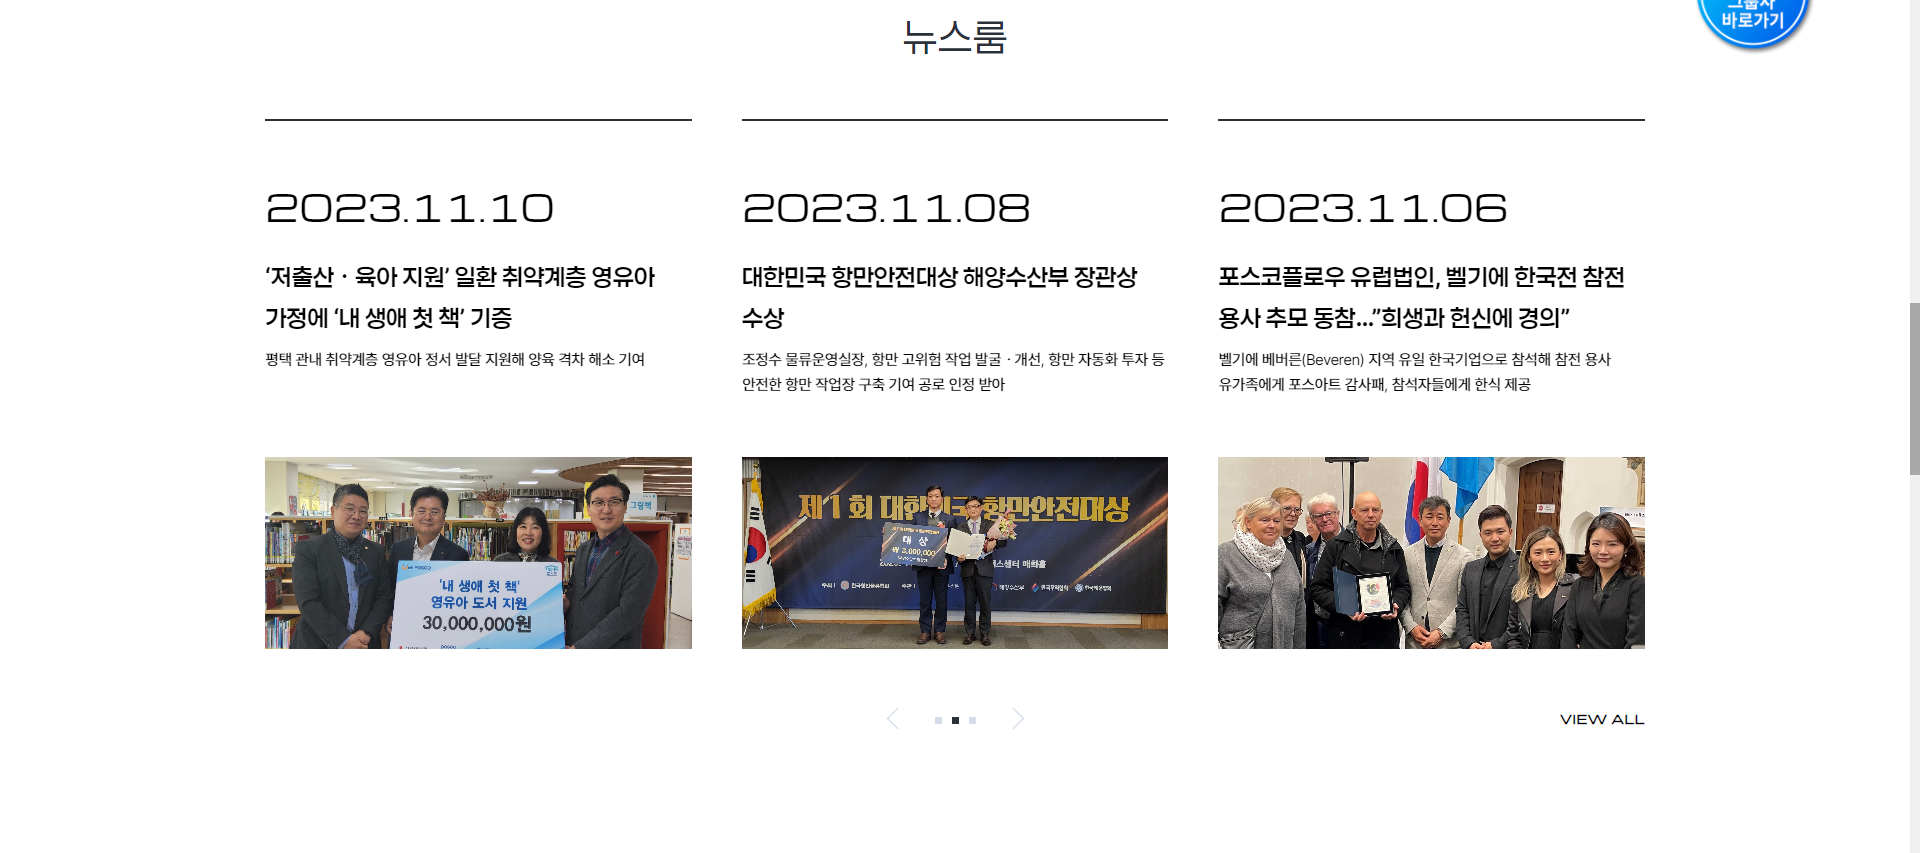 그룹사
바로가기
뉴스룸
2023.11.10
‘저출산 · 육아 지원’ 일환 취약계층 영유아
가정에 ‘내 생애 첫 책’ 기증
평택 관내 취약계층 영유아 정서 발달 지원해 양육 격차 해소 기여
그림책
'내 생애 첫 책'
영유아 도서 지원
30,000,000원
2023.11.08
대한민국 항만안전대상 해양수산부 장관상
수상
조정수 물류운영실장, 항만 고위험 작업 발굴 · 개선, 항만 자동화 투자 등
안전한 항만 작업장 구축 기여 공로 인정 받아
제1회 대한민국 항만안전대상
대 상
₩ 3,000,000
2023.11.06
포스코플로우 유럽법인, 벨기에 한국전 참전
용사 추모 동참...”희생과 헌신에 경의”
벨기에 베버른(Beveren) 지역 유일 한국기업으로 참석해 참전 용사
유가족에게 포스아트 감사패, 참석자들에게 한식 제공
VIEW ALL